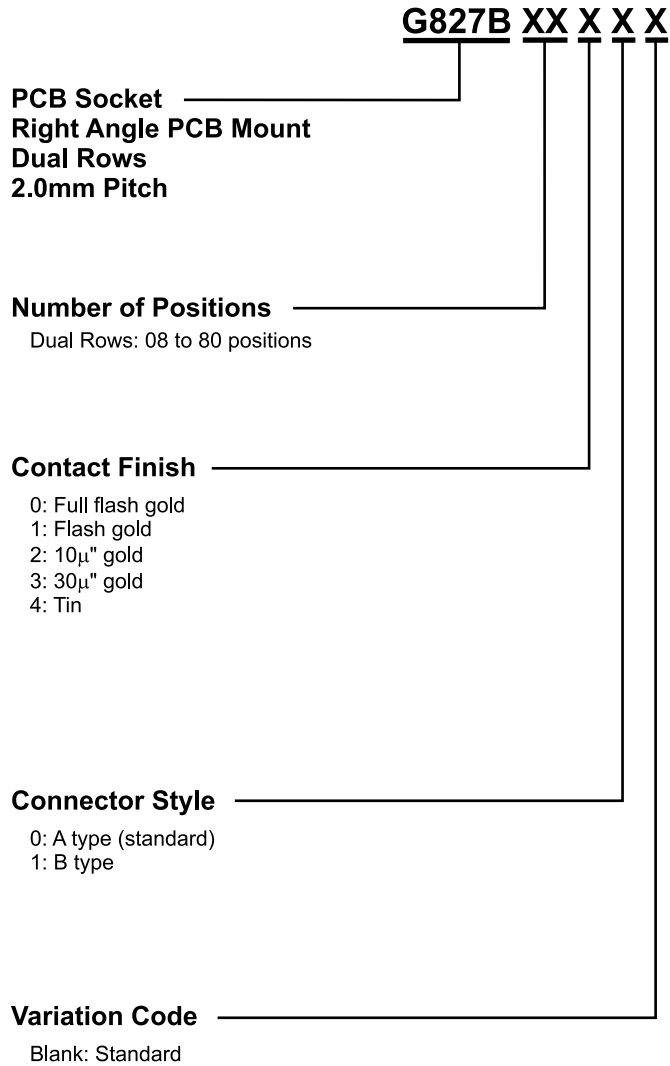 G827B XX X X X
PCB Socket
Right Angle PCB Mount
Dual Rows
2.0mm Pitch
Number of Positions
Dual Rows: 08 to 80 positions
Contact Finish
0: Full flash gold
1: Flash gold
2: 10μ" gold
3: 30μ" gold
4: Tin
Connector Style
0: A type (standard)
1: B type
Variation Code
Blank: Standard